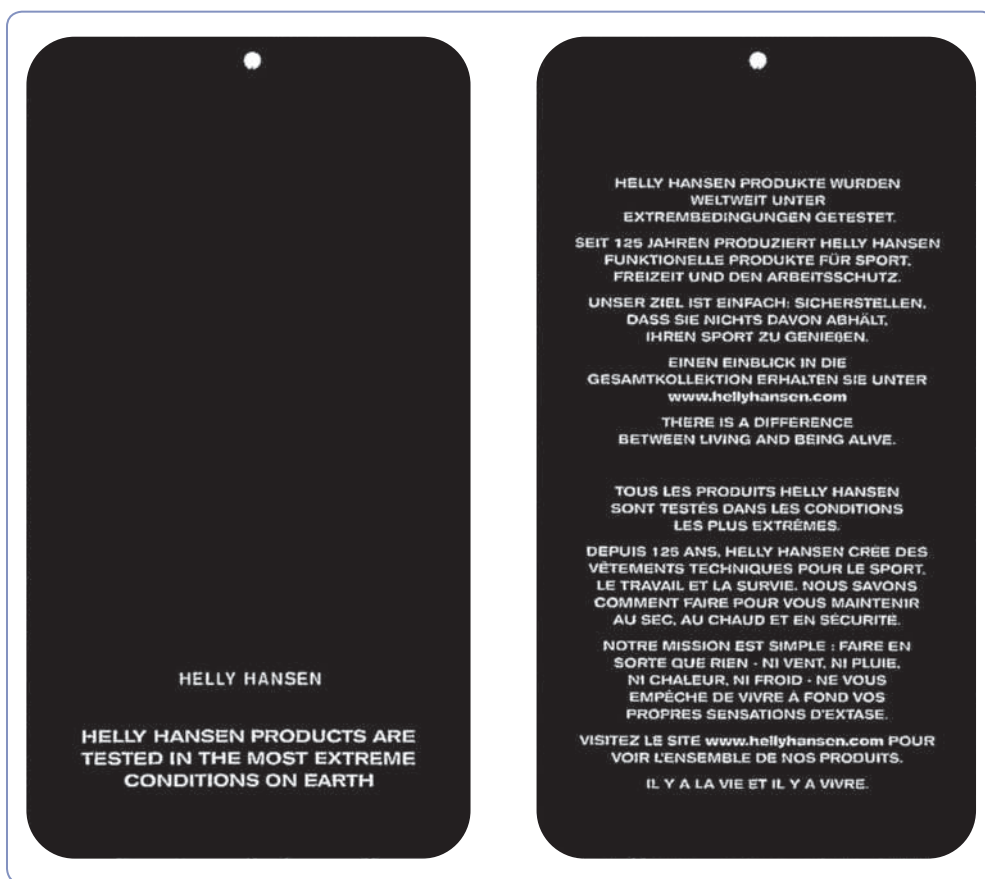 HELLY HANSEN
HELLY HANSEN PRODUCTS ARE
TESTED IN THE MOST EXTREME
CONDITIONS ON EARTH
HELLY HANSEN PRODUKTE WURDEN
WELTWEIT UNTER
EXTREMBEDINGUNGEN GETESTET.
SEIT 125 JAHREN PRODUZIERT HELLY HANSEN
FUNKTIONELLE PRODUKTE FÜR SPORT,
FREIZEIT UND DEN ARBEITSSCHUTZ.
UNSER ZIEL IST EINFACH: SICHERSTELLEN,
DASS SIE NICHTS DAVON ABHÄLT,
IHREN SPORT ZU GENIEßEN.
EINEN EINBLICK IN DIE
GESAMTKOLLEKTION ERHALTEN SIE UNTER
www.hellyhansen.com
THERE IS A DIFFERENCE
BETWEEN LIVING AND BEING ALIVE.
TOUS LES PRODUITS HELLY HANSEN
SONT TESTÉS DANS LES CONDITIONS
LES PLUS EXTRÊMES.
DEPUIS 125 ANS, HELLY HANSEN CRÉE DES
VÊTEMENTS TECHNIQUES POUR LE SPORT,
LE TRAVAIL ET LA SURVIE. NOUS SAVONS
COMMENT FAIRE POUR VOUS MAINTENIR
AU SEC, AU CHAUD ET EN SÉCURITÉ.
NOTRE MISSION EST SIMPLE : FAIRE EN
SORTE QUE RIEN - NI VENT, NI PLUIE,
NI CHALEUR, NI FROID - NE VOUS
EMPÊCHE DE VIVRE À FOND VOS
PROPRES SENSATIONS D'EXTASE.
VISITEZ LE SITE www.hellyhansen.com POUR
VOIR L'ENSEMBLE DE NOS PRODUITS.
IL Y A LA VIE ET IL Y A VIVRE.